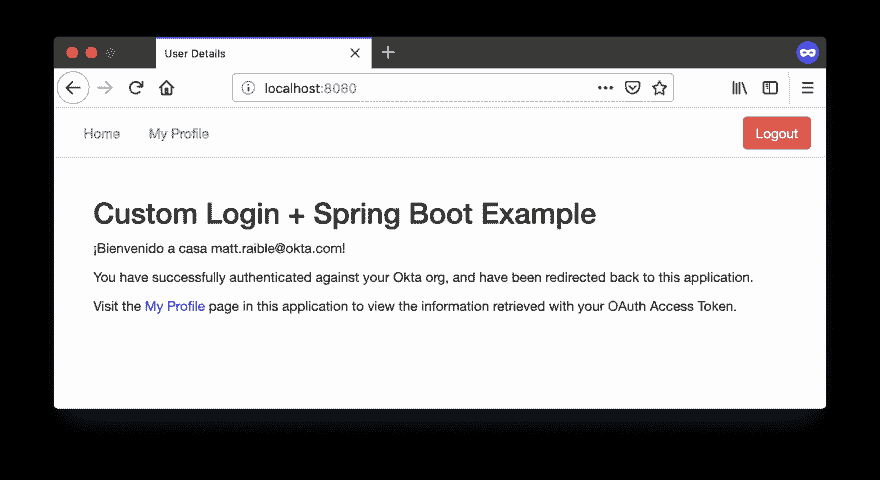 User Details
localhost:8080
Home My Profile Logout
Custom Login + Spring Boot Example
¡Bienvenido a casa matt.raible@okta.com!
You have successfully authenticated against your Okta org, and have been redirected back to this application.
Visit the My Profile page in this application to view the information retrieved with your OAuth Access Token.